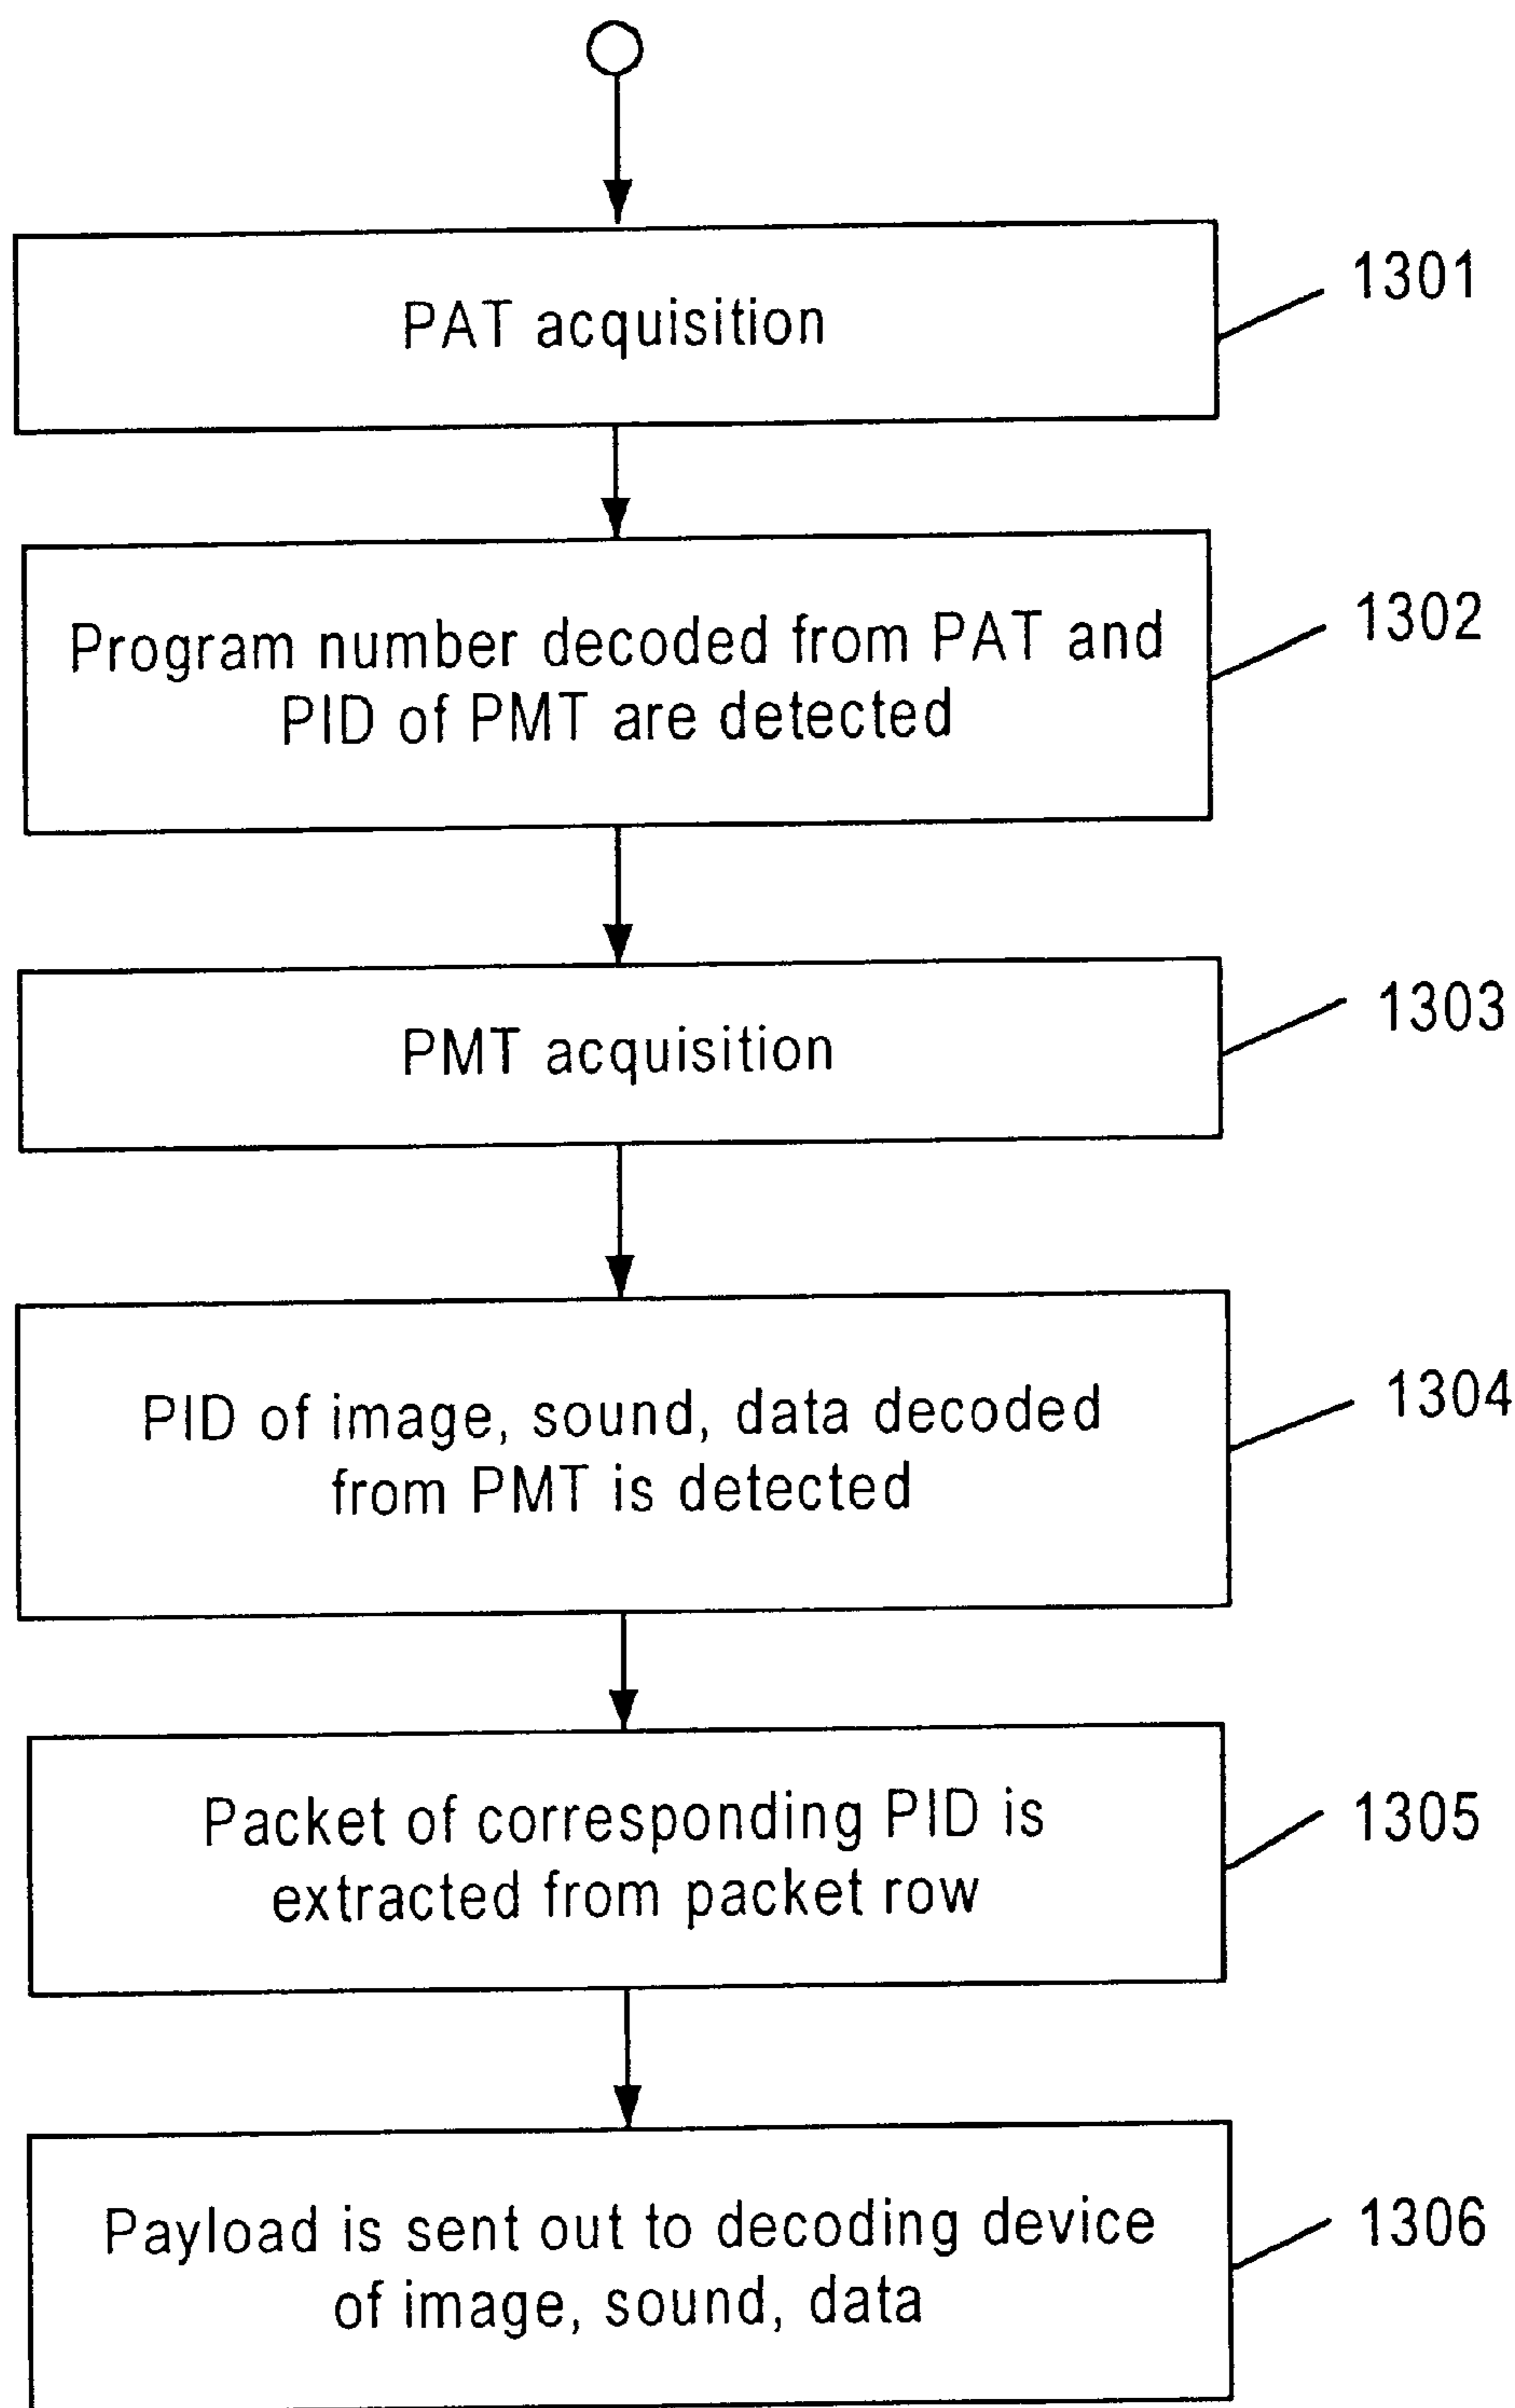 PAT acquisition
1301
Program number decoded from PAT and
PID of PMT are detected
1302
PMT acquisition
1303
PID of image, sound, data decoded
from PMT is detected
1304
Packet of corresponding PID is
extracted from packet row
1305
Payload is sent out to decoding device
of image, sound, data
1306